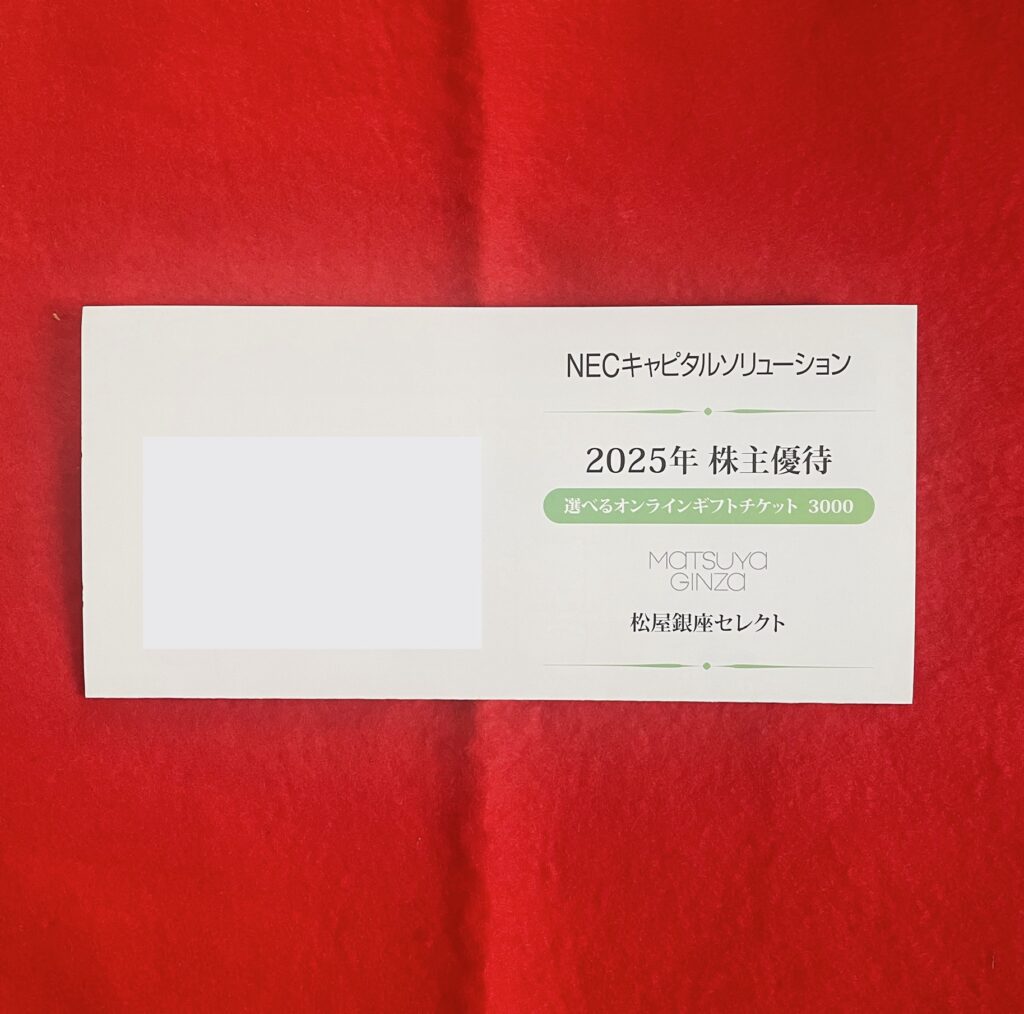 NECキャピタルソリューション
2025年 株主優待
選べるオンラインギフトチケット 3000
MATSUYA
GINZA
松屋銀座セレクト